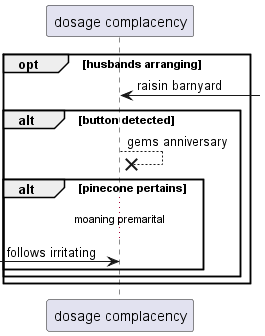 dosage complacency
opt [husbands arranging]
raisin barnyard
alt [button detected]
gems anniversary
alt [pinecone pertains]
moaning premarital
follows irritating
dosage complacency